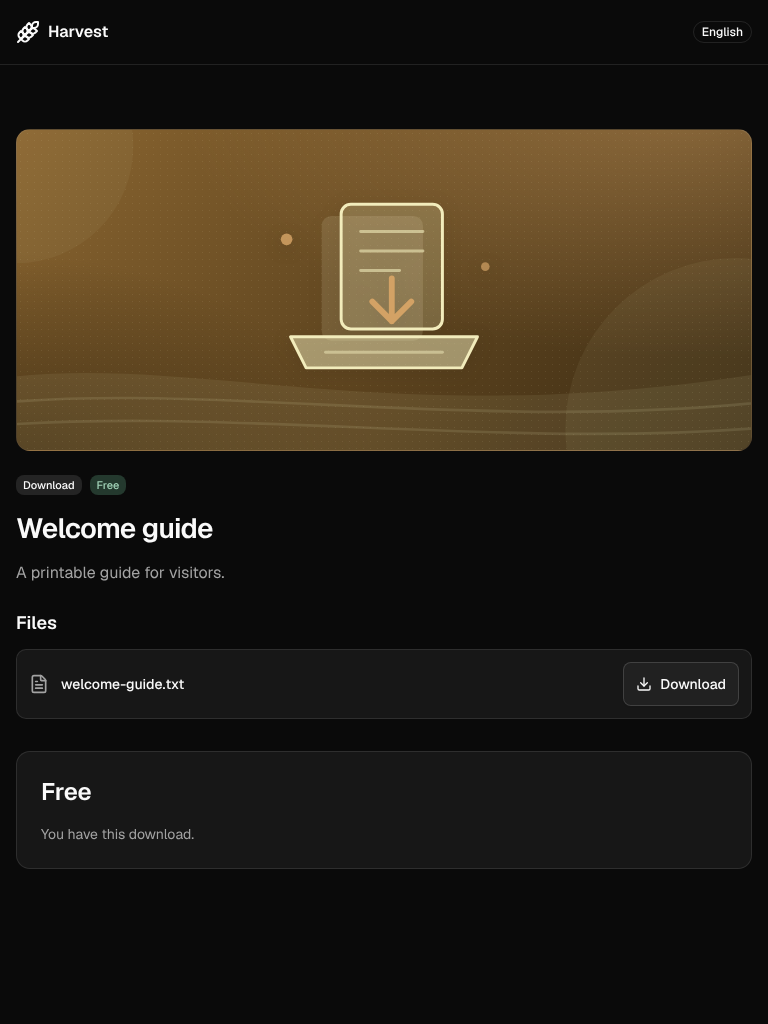 Harvest
English
Download
Free
Welcome guide
A printable guide for visitors.
Files
welcome-guide.txt
Download
Free
You have this download.